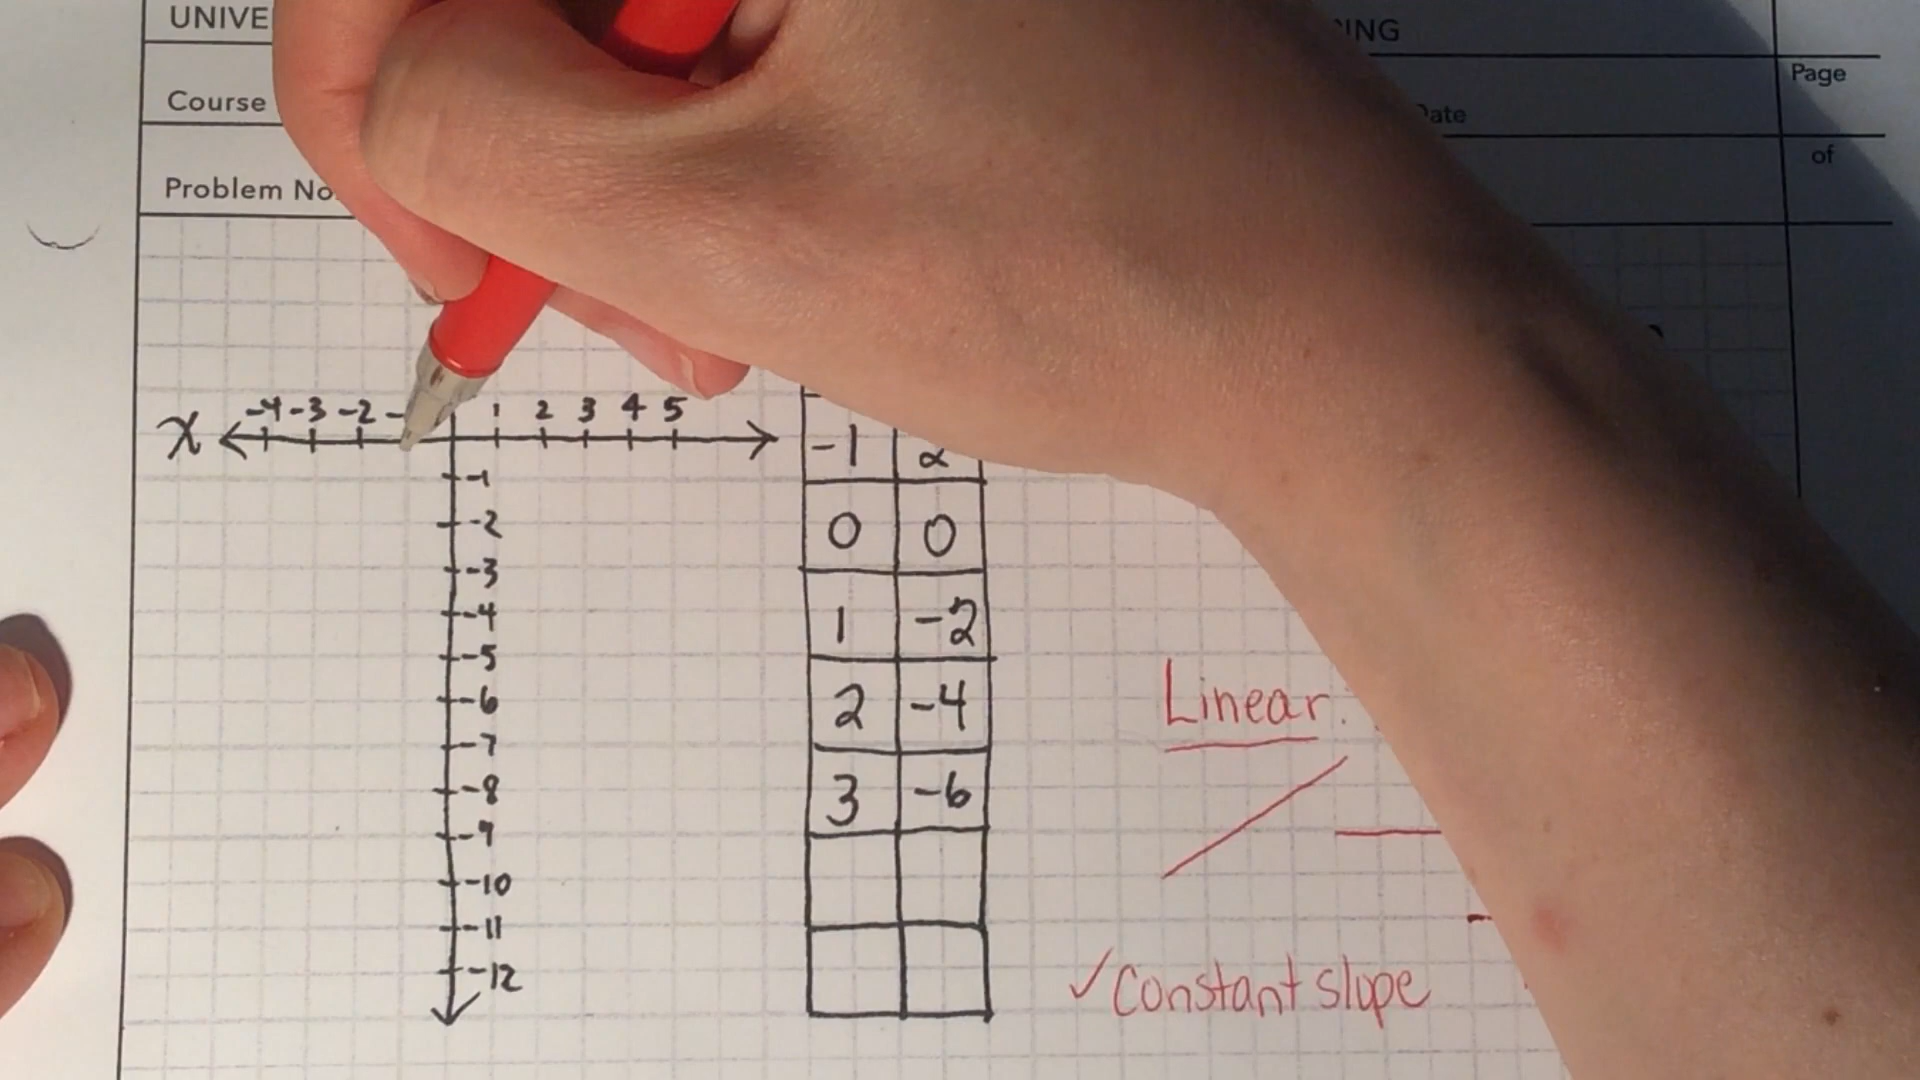 UNIVE
Course
Page
Date
of
Problem No.
-4 -3 -2 1 2 3 4 5
x
-1
-2
-3
-4
-5
-6
-7
-8
-9
-10
-11
-12
-1 2
0 0
1 -2
2 -4
3 -6
Linear
✓ Constant slope